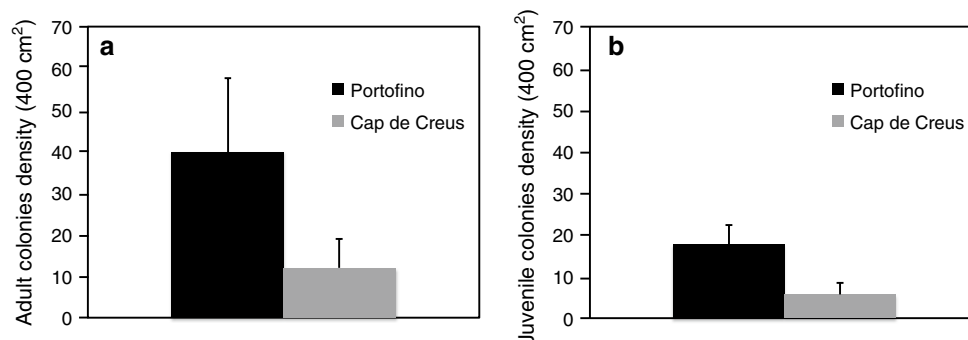 a
Adult colonies density (400 cm²)
70
60
50
40
30
20
10
0
Portofino
Cap de Creus
b
Juvenile colonies density (400 cm²)
70
60
50
40
30
20
10
0
Portofino
Cap de Creus